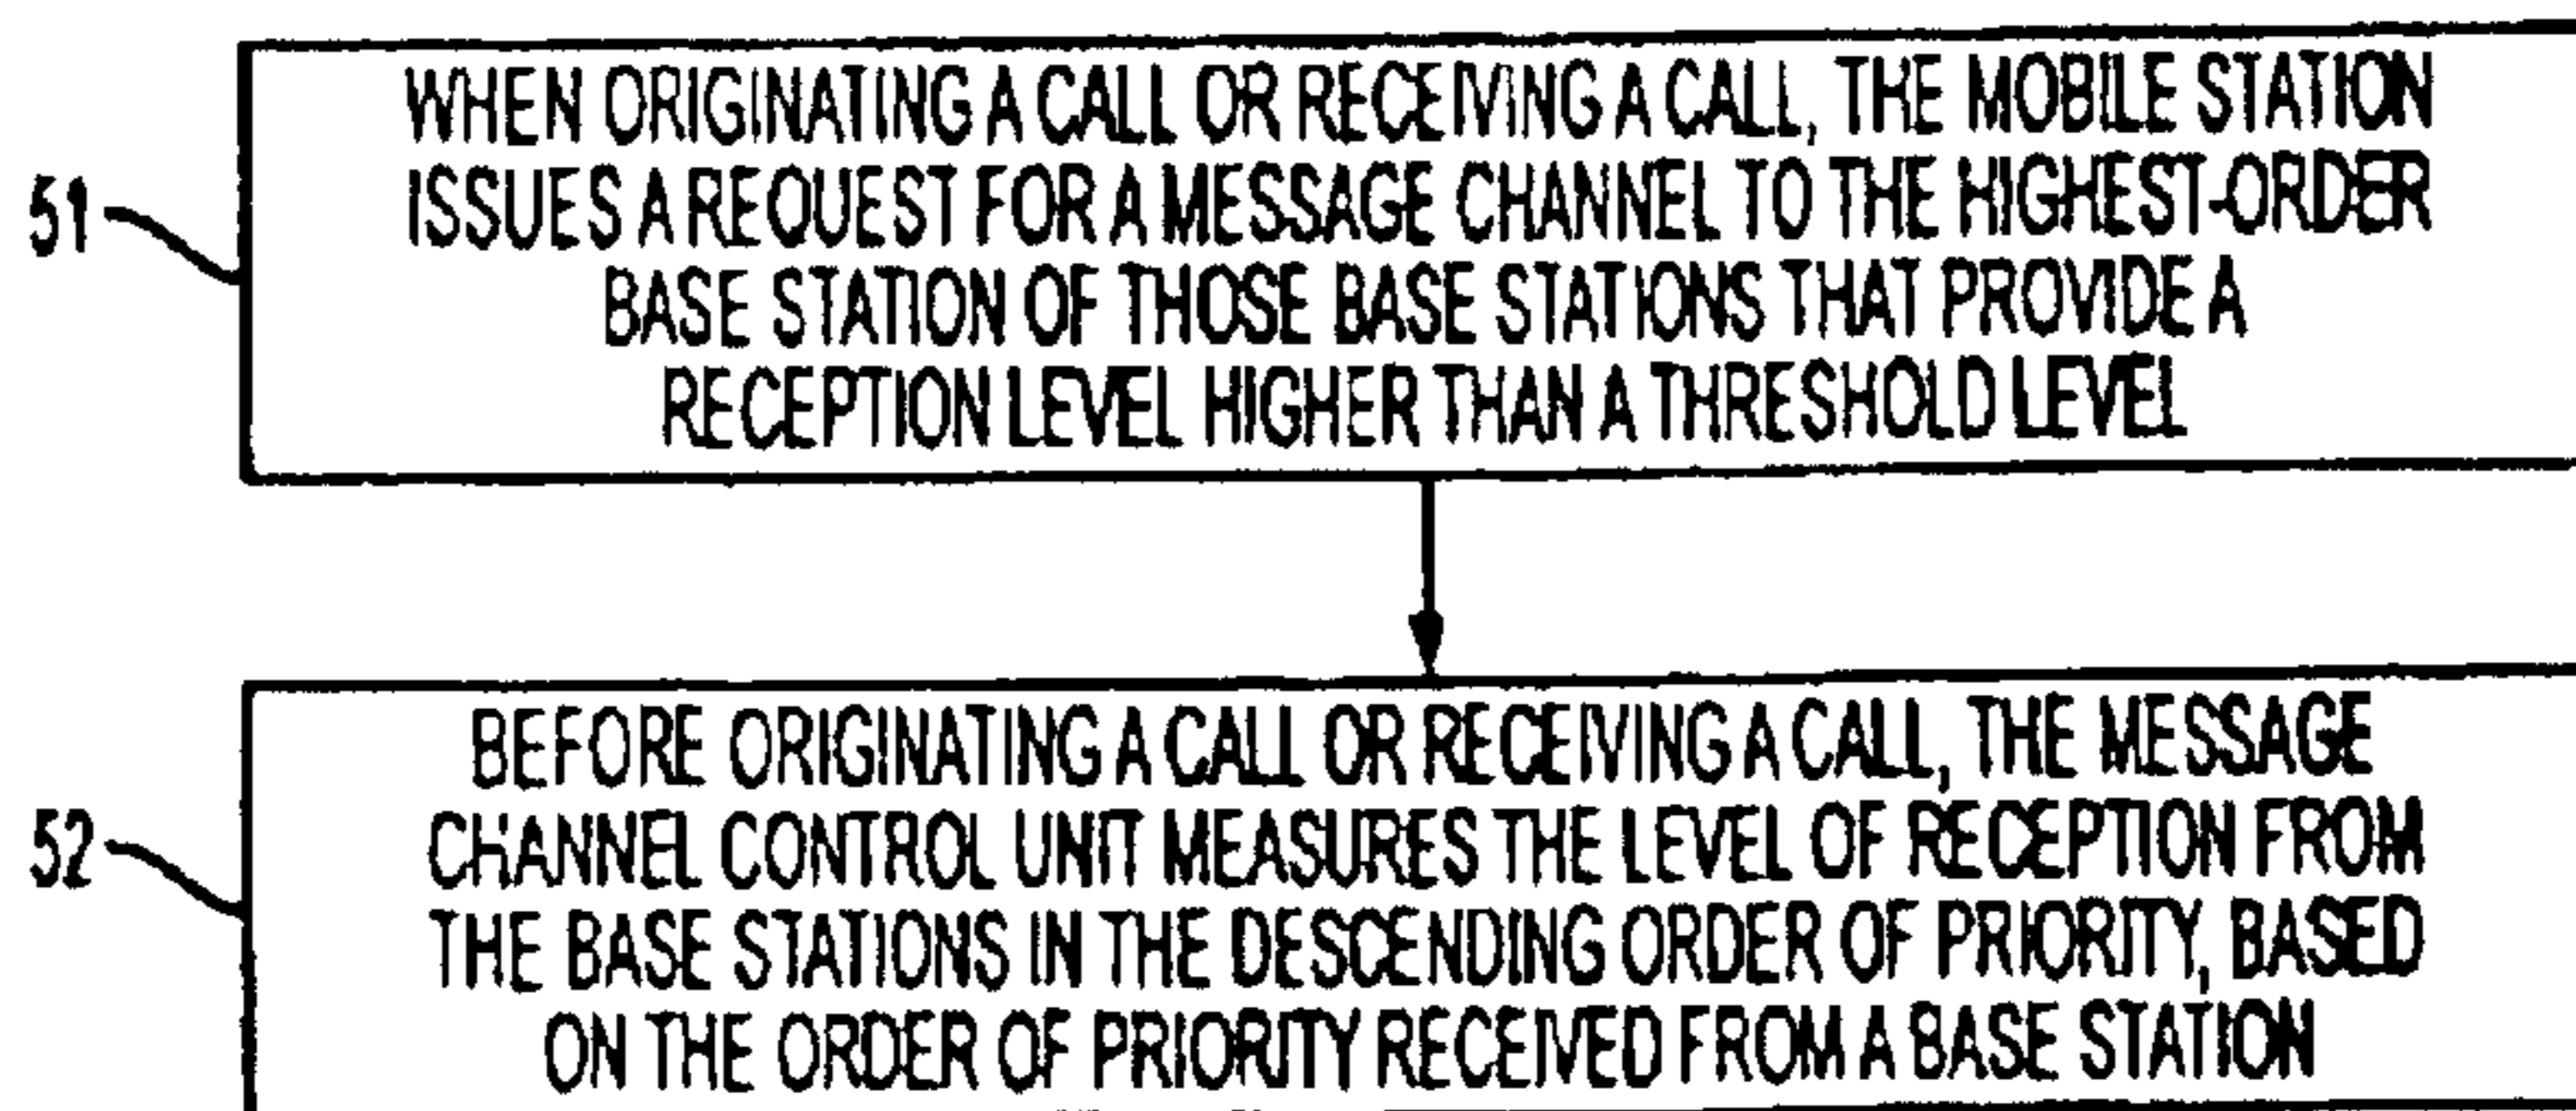 51
WHEN ORIGINATING A CALL OR RECEIVING A CALL, THE MOBILE STATION
ISSUES A REQUEST FOR A MESSAGE CHANNEL TO THE HIGHEST-ORDER
BASE STATION OF THOSE BASE STATIONS THAT PROVIDE A
RECEPTION LEVEL HIGHER THAN A THRESHOLD LEVEL
52
BEFORE ORIGINATING A CALL OR RECEIVING A CALL, THE MESSAGE
CHANNEL CONTROL UNIT MEASURES THE LEVEL OF RECEPTION FROM
THE BASE STATIONS IN THE DESCENDING ORDER OF PRIORITY, BASED
ON THE ORDER OF PRIORITY RECEIVED FROM A BASE STATION